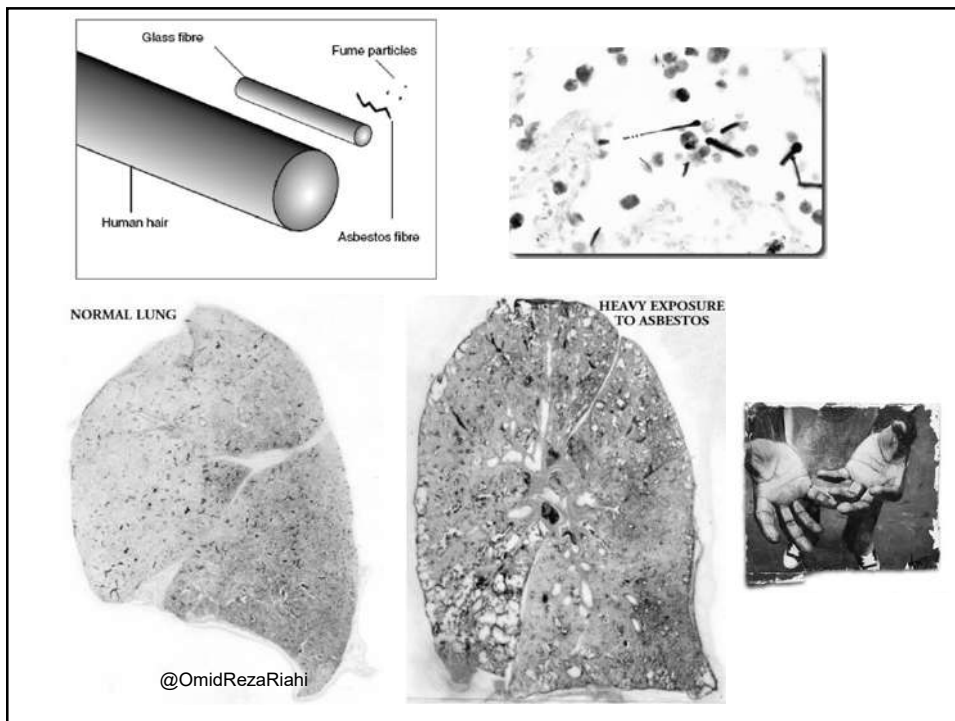 Glass fibre
Fume particles
Human hair
Asbestos fibre
NORMAL LUNG
HEAVY EXPOSURE
TO ASBESTOS
@OmidRezaRiahi